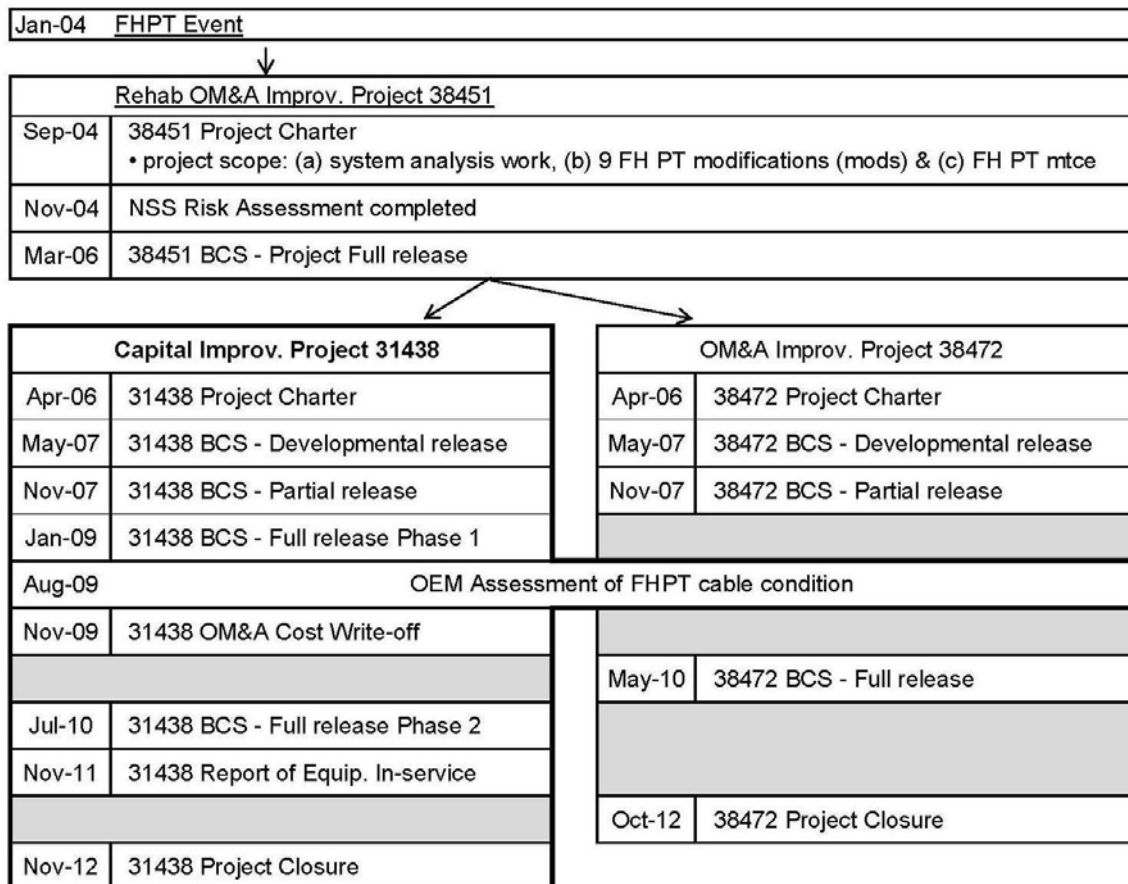 Jan-04 FHPT Event
Rehab OM&A Improv. Project 38451
Sep-04 38451 Project Charter
• project scope: (a) system analysis work, (b) 9 FH PT modifications (mods) & (c) FH PT mtce
Nov-04 NSS Risk Assessment completed
Mar-06 38451 BCS - Project Full release
Capital Improv. Project 31438
Apr-06 31438 Project Charter
May-07 31438 BCS - Developmental release
Nov-07 31438 BCS - Partial release
Jan-09 31438 BCS - Full release Phase 1
OM&A Improv. Project 38472
Apr-06 38472 Project Charter
May-07 38472 BCS - Developmental release
Nov-07 38472 BCS - Partial release
Aug-09 OEM Assessment of FHPT cable condition
Nov-09 31438 OM&A Cost Write-off
Jul-10 31438 BCS - Full release Phase 2
Nov-11 31438 Report of Equip. In-service
Nov-12 31438 Project Closure
May-10 38472 BCS - Full release
Oct-12 38472 Project Closure